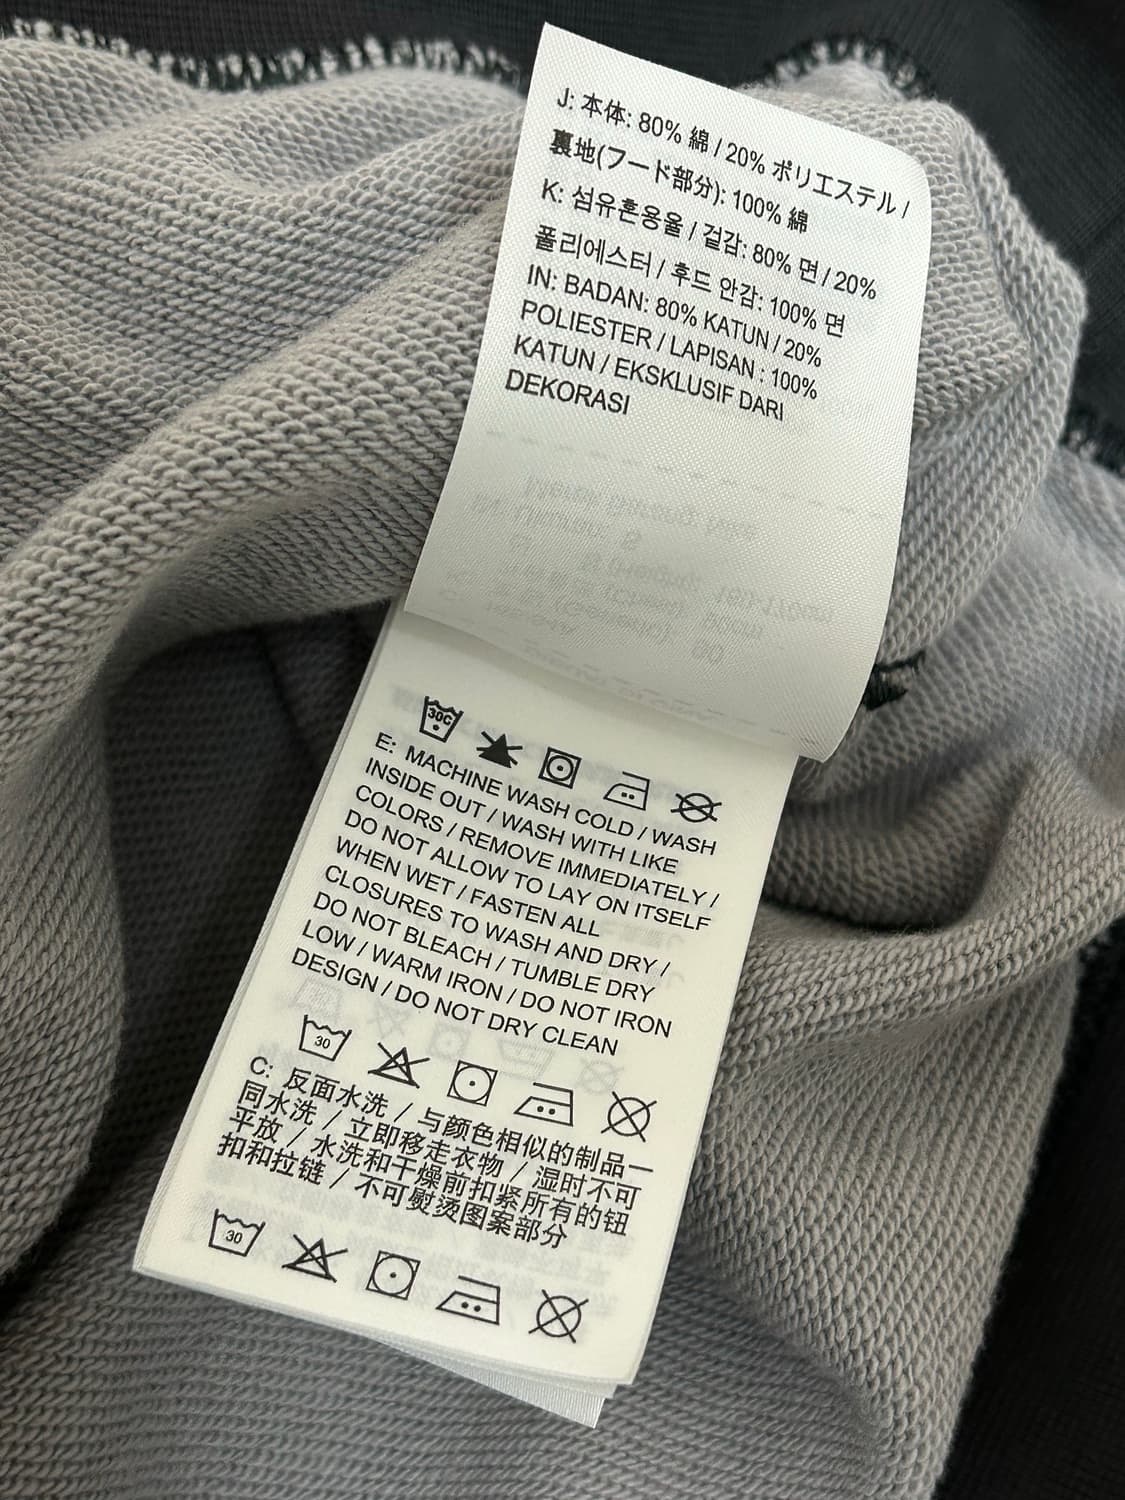 J: 本体: 80% 綿 / 20% ポリエステル /
裏地(フード部分): 100% 綿
K: 섬유혼용율 / 겉감: 80% 면 / 20%
폴리에스터 / 후드 안감: 100% 면
IN: BADAN: 80% KATUN / 20%
POLIESTER / LAPISAN : 100%
KATUN / EKSKLUSIF DARI
DEKORASI
30C
E: MACHINE WASH COLD / WASH
INSIDE OUT / WASH WITH LIKE
COLORS / REMOVE IMMEDIATELY /
DO NOT ALLOW TO LAY ON ITSELF
WHEN WET / FASTEN ALL
CLOSURES TO WASH AND DRY /
DO NOT BLEACH / TUMBLE DRY
LOW / WARM IRON / DO NOT IRON
DESIGN / DO NOT DRY CLEAN
30
C: 反面水洗 / 与颜色相似的制品一
同水洗 / 立即移走衣物 / 湿时不可
平放 / 水洗和干燥前扣紧所有的钮
扣和拉链 / 不可熨烫图案部分
30